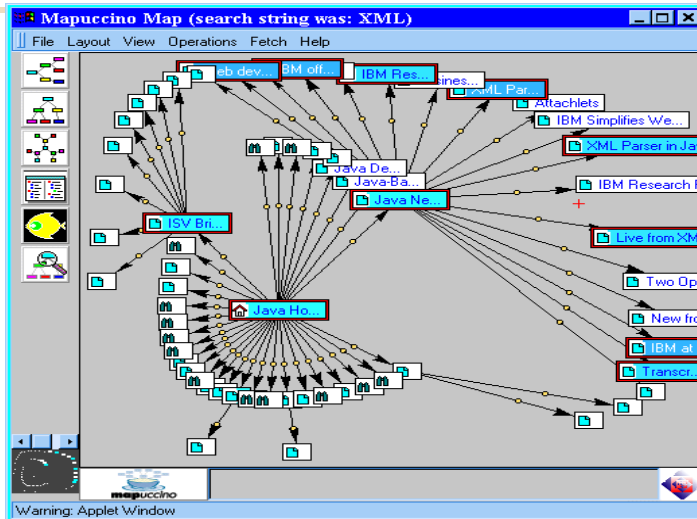 Mapuccino Map (search string was: XML)
File Layout View Operations Fetch Help
eb dev...
BM off...
IBM Res...
sines...
XML Par...
Attachlets
IBM Simplifies We...
XML Parser in Jav
Java De...
Java-Ba...
IBM Research
Java Ne...
ISV Bri...
Live from XM
Two Op
Java Ho...
New fro
IBM at
Transcr...
mapuccino
Warning: Applet Window